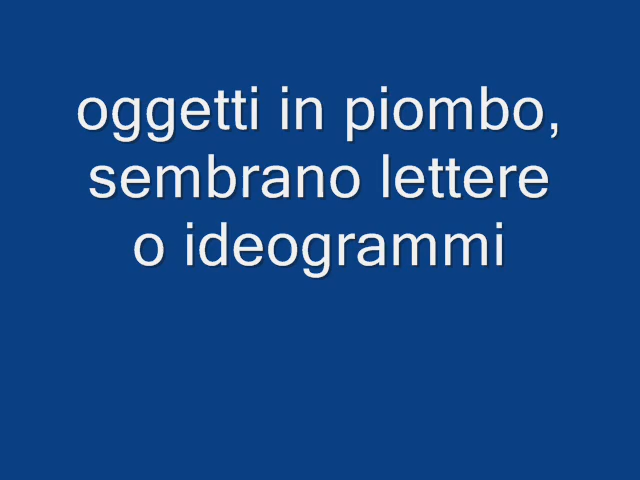 oggetti in piombo,
sembrano lettere
o ideogrammi